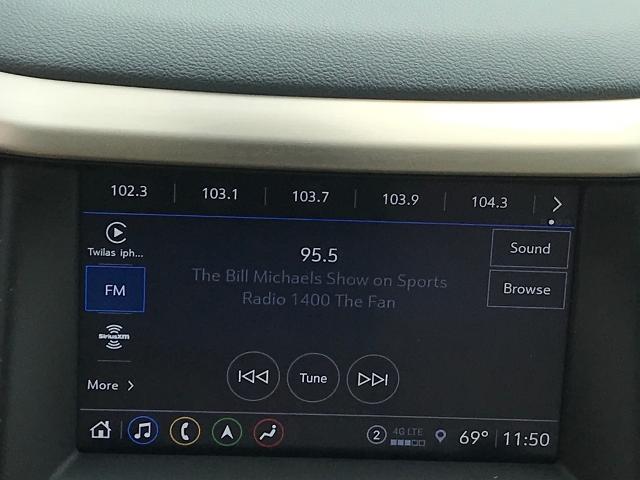 102.3 103.1 103.7 103.9 104.3
Twilas iph...
95.5
Sound
FM
The Bill Michaels Show on Sports
Radio 1400 The Fan
Browse
SiriusXM
Tune
More
2 4G LTE 69° 11:50